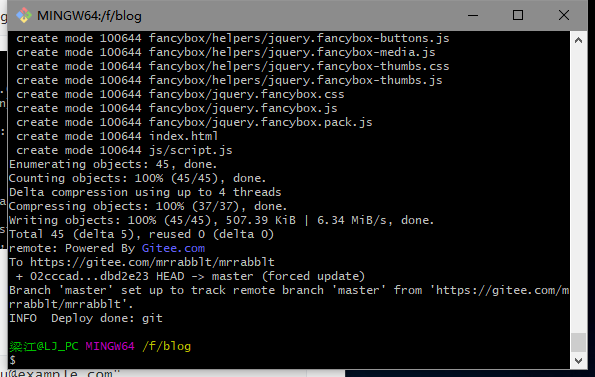 MINGW64:/f/blog
create mode 100644 fancybox/helpers/jquery.fancybox-buttons.js
create mode 100644 fancybox/helpers/jquery.fancybox-media.js
create mode 100644 fancybox/helpers/jquery.fancybox-thumbs.css
create mode 100644 fancybox/helpers/jquery.fancybox-thumbs.js
create mode 100644 fancybox/jquery.fancybox.css
create mode 100644 fancybox/jquery.fancybox.js
create mode 100644 fancybox/jquery.fancybox.pack.js
create mode 100644 index.html
create mode 100644 js/script.js
Enumerating objects: 45, done.
Counting objects: 100% (45/45), done.
Delta compression using up to 4 threads
Compressing objects: 100% (37/37), done.
Writing objects: 100% (45/45), 507.39 KiB | 6.34 MiB/s, done.
Total 45 (delta 5), reused 0 (delta 0)
remote: Powered By Gitee.com
To https://gitee.com/mrrabblt/mrrabblt
+ 02cccad...dbd2e23 HEAD -> master (forced update)
Branch 'master' set up to track remote branch 'master' from 'https://gitee.com/m
rrabblt/mrrabblt'.
INFO  Deploy done: git
梁江@LJ_PC MINGW64 /f/blog
$
u@example.com"